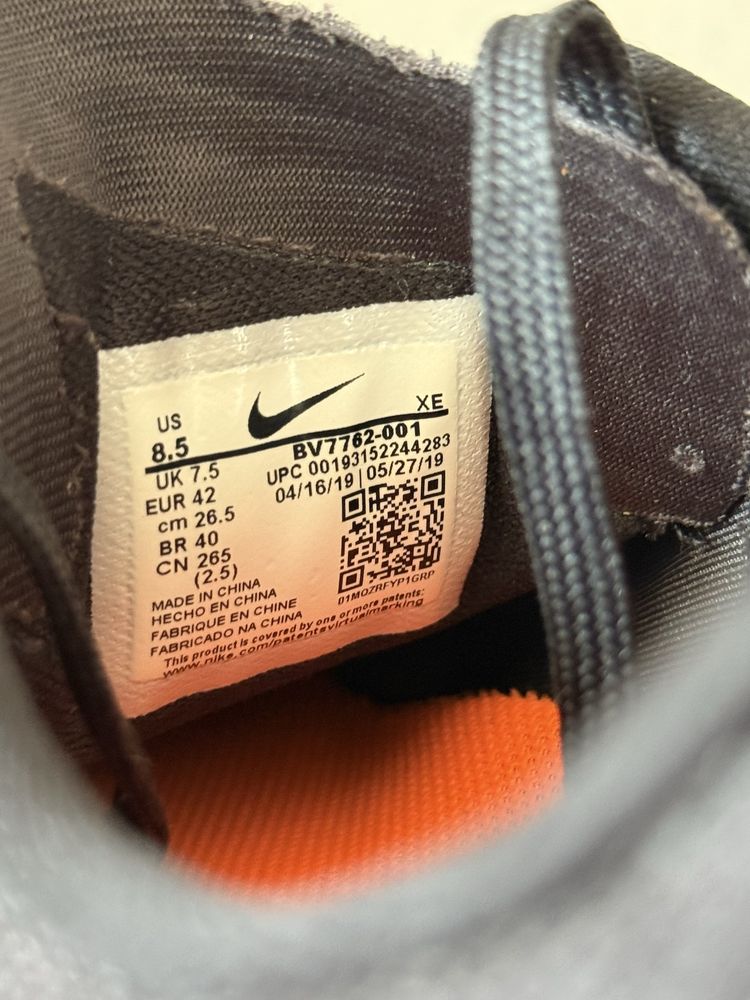 US
8.5
XE
BV7762-001
UK 7.5
UPC 00193152244283
EUR 42
04/16/19 | 05/27/19
cm 26.5
BR 40
CN 265
(2.5)
01MOZRFYP1GRP
MADE IN CHINA
HECHO EN CHINA
FABRIQUE EN CHINE
FABRICADO NA CHINA
This product is covered by one or more patents:
www.nike.com/patentsvirtualmarking